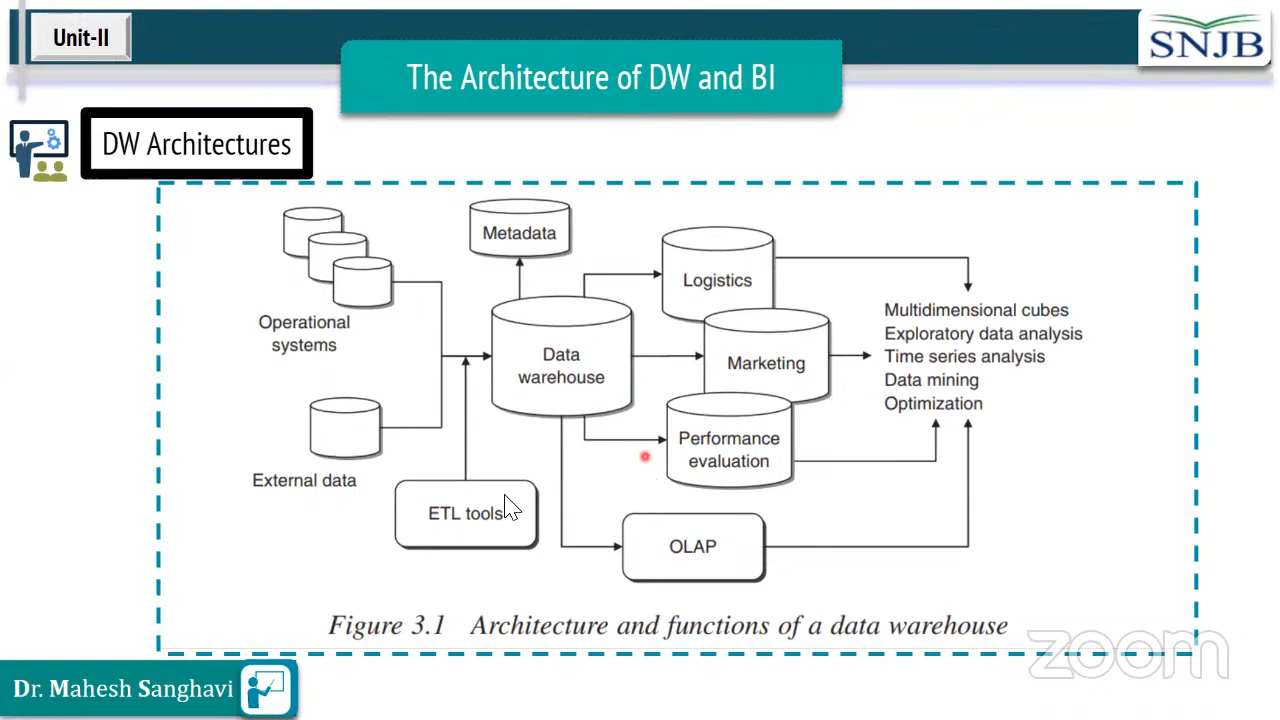 Unit-II
SNJB
The Architecture of DW and BI
DW Architectures
Metadata
Logistics
Operational
systems
Data
warehouse
Marketing
Multidimensional cubes
Exploratory data analysis
Time series analysis
Data mining
Optimization
Performance
evaluation
External data
ETL tools
OLAP
Figure 3.1 Architecture and functions of a data warehouse
zoom
Dr. Mahesh Sanghavi